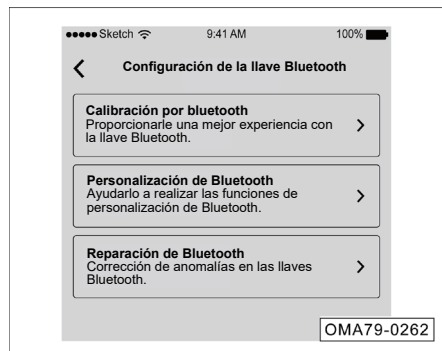 Sketch 9:41 AM 100%
Configuración de la llave Bluetooth
Calibración por bluetooth
Proporcionarle una mejor experiencia con
la llave Bluetooth.
Personalización de Bluetooth
Ayudarlo a realizar las funciones de
personalización de Bluetooth.
Reparación de Bluetooth
Corrección de anomalías en las llaves
Bluetooth.
OMA79-0262